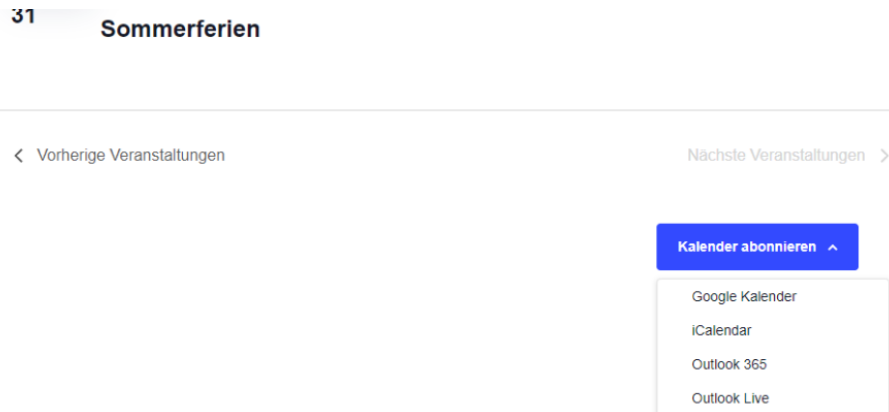 31
Sommerferien
Vorherige Veranstaltungen
Nächste Veranstaltungen
Kalender abonnieren
Google Kalender
iCalendar
Outlook 365
Outlook Live